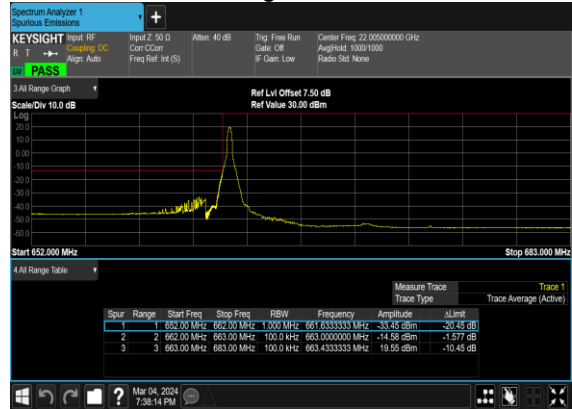 Spectrum Analyzer 1
Spurious Emissions
KEYSIGHT Input: RF Input Z: 50 Ω Atten: 40 dB Trig: Free Run Center Freq: 22.005000000 GHz
R T Coupling: DC Corr CCorr Gate: Off Avg|Hold: 1000/1000
Align: Auto Freq Ref: Int (S) IF Gain: Low Radio Std: None
PASS
3 All Range Graph
Ref Lvl Offset 7.50 dB
Scale/Div 10.0 dB Ref Value 30.00 dBm
Log
20.0
10.0
0.00
-10.0
-20.0
-30.0
-40.0
-50.0
-60.0
Start 652.000 MHz Stop 683.000 MHz
4 All Range Table
Measure Trace Trace 1
Trace Type Trace Average (Active)
Spur Range Start Freq Stop Freq RBW Frequency Amplitude ΔLimit
1 1 652.00 MHz 662.00 MHz 1.000 MHz 661.6333333 MHz -33.45 dBm -20.45 dB
2 2 662.00 MHz 663.00 MHz 100.0 kHz 663.0000000 MHz -14.58 dBm -1.577 dB
3 3 663.00 MHz 683.00 MHz 100.0 kHz 663.4333333 MHz 19.55 dBm -10.45 dB
? Mar 04, 2024
7:38:14 PM